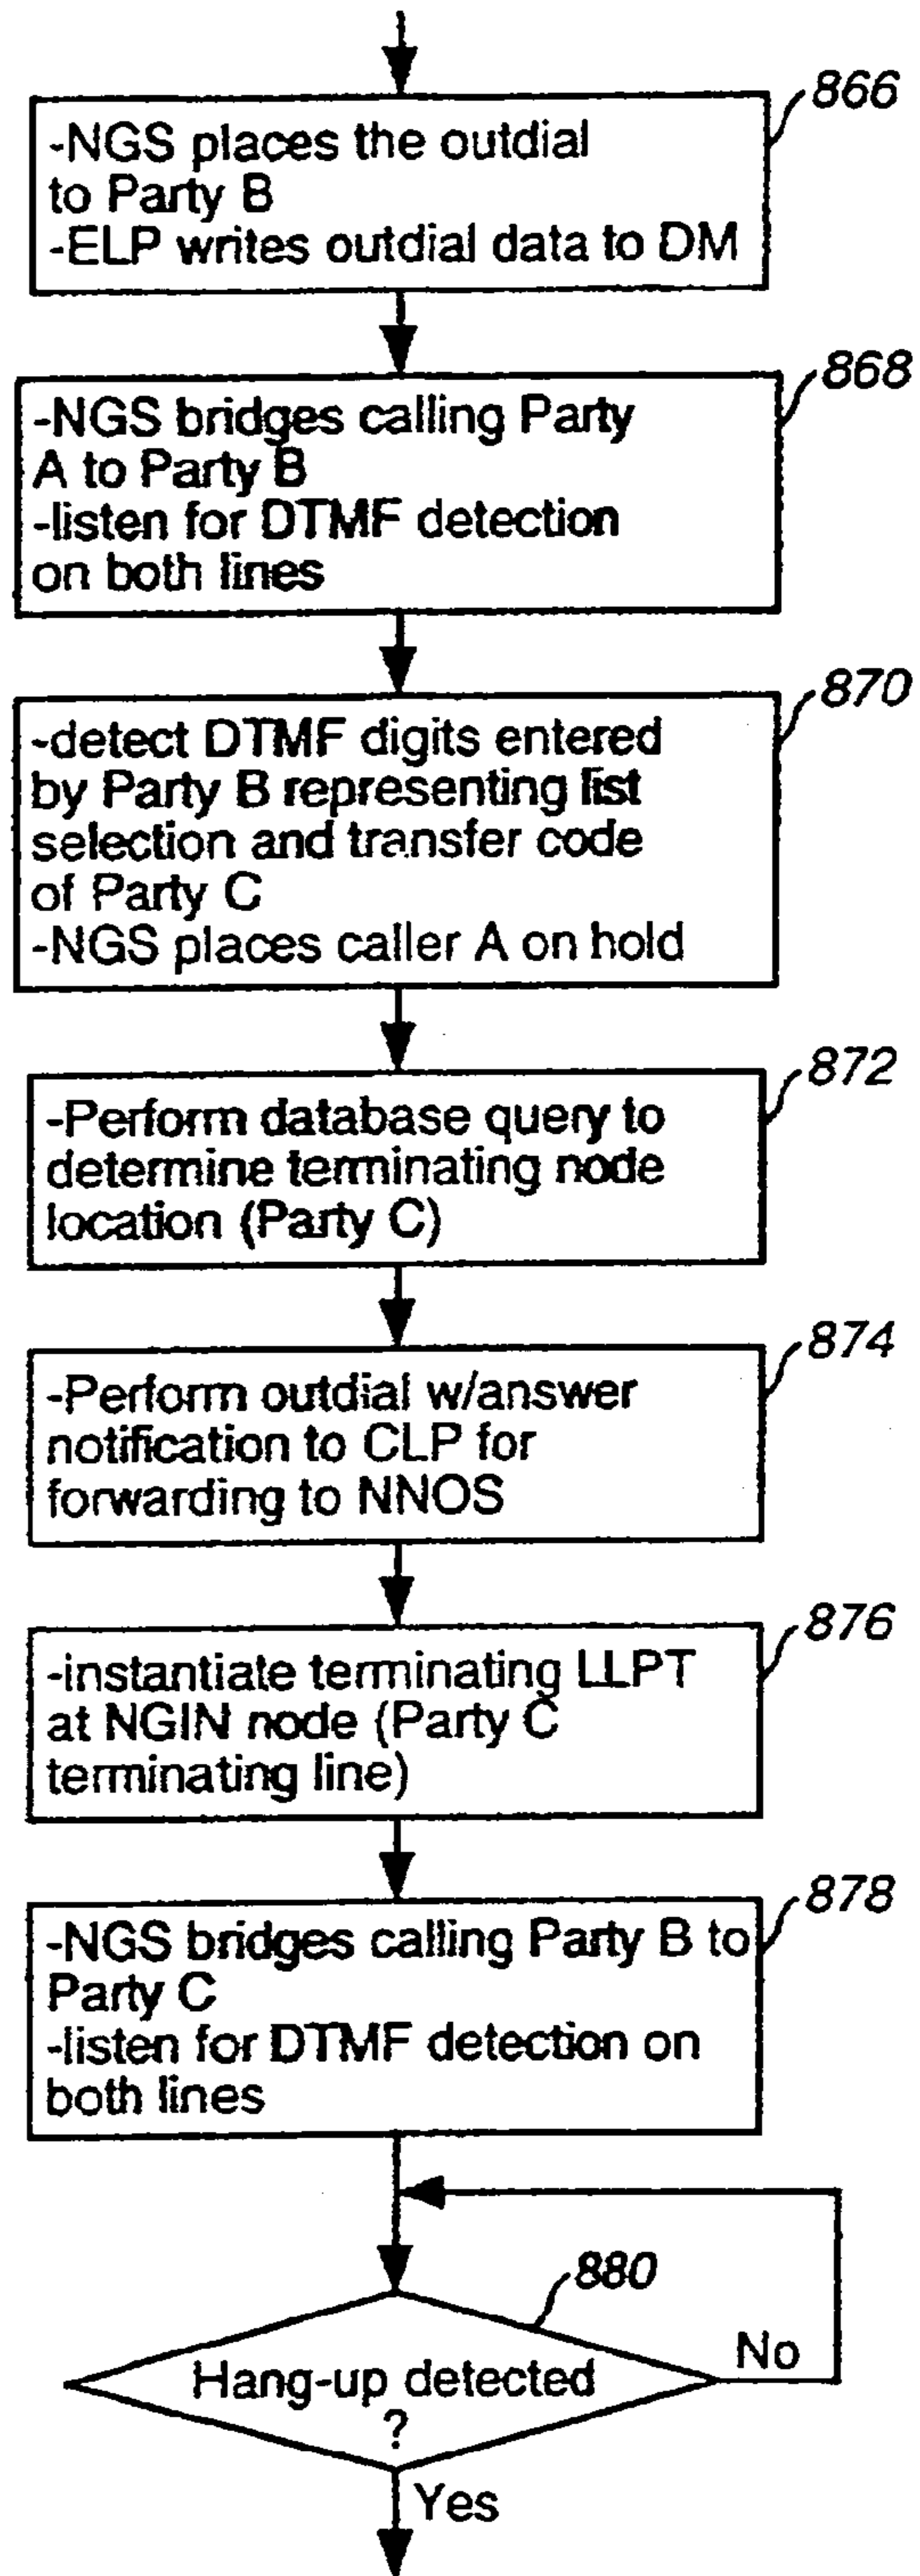 866
-NGS places the outdial
to Party B
-ELP writes outdial data to DM
868
-NGS bridges calling Party
A to Party B
-listen for DTMF detection
on both lines
870
-detect DTMF digits entered
by Party B representing list
selection and transfer code
of Party C
-NGS places caller A on hold
872
-Perform database query to
determine terminating node
location (Party C)
874
-Perform outdial w/answer
notification to CLP for
forwarding to NNOS
876
-instantiate terminating LLPT
at NGIN node (Party C
terminating line)
878
-NGS bridges calling Party B to
Party C
-listen for DTMF detection on
both lines
880
Hang-up detected
?
No
Yes